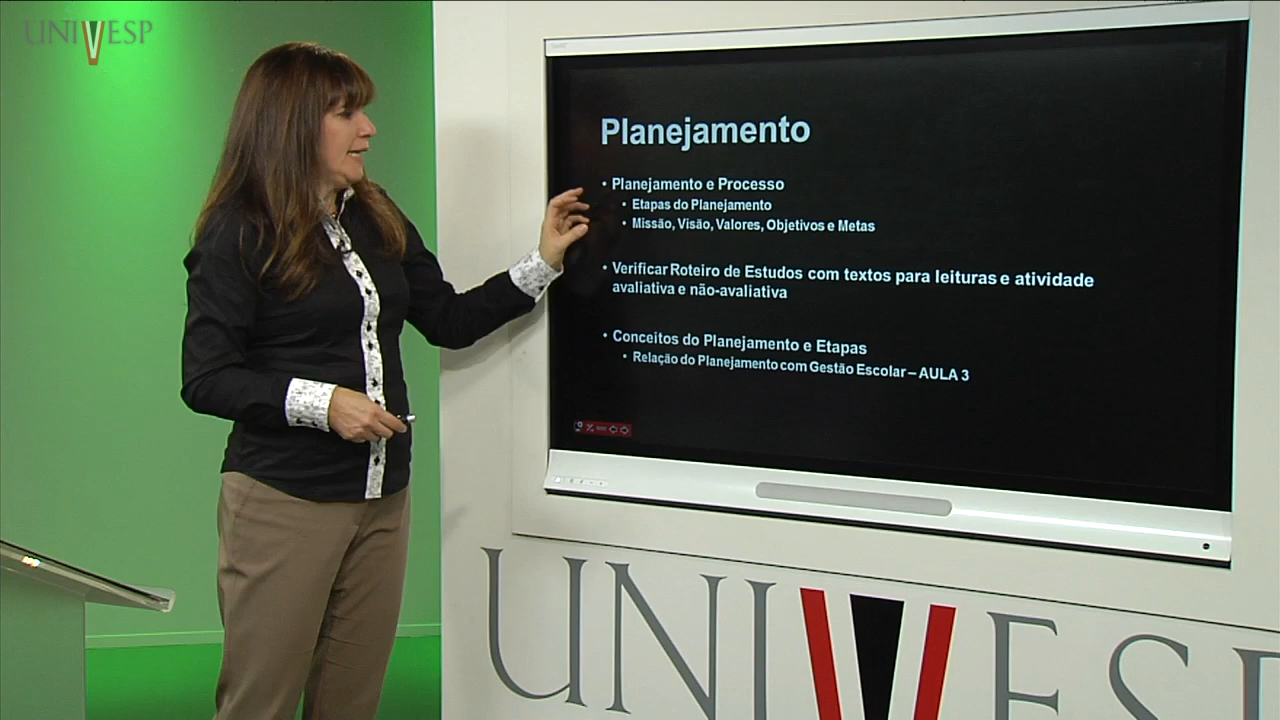 UNIVESP
Planejamento
• Planejamento e Processo
• Etapas do Planejamento
• Missão, Visão, Valores, Objetivos e Metas
• Verificar Roteiro de Estudos com textos para leituras e atividade
avaliativa e não-avaliativa
• Conceitos do Planejamento e Etapas
• Relação do Planejamento com Gestão Escolar – AULA 3
UNIVESP